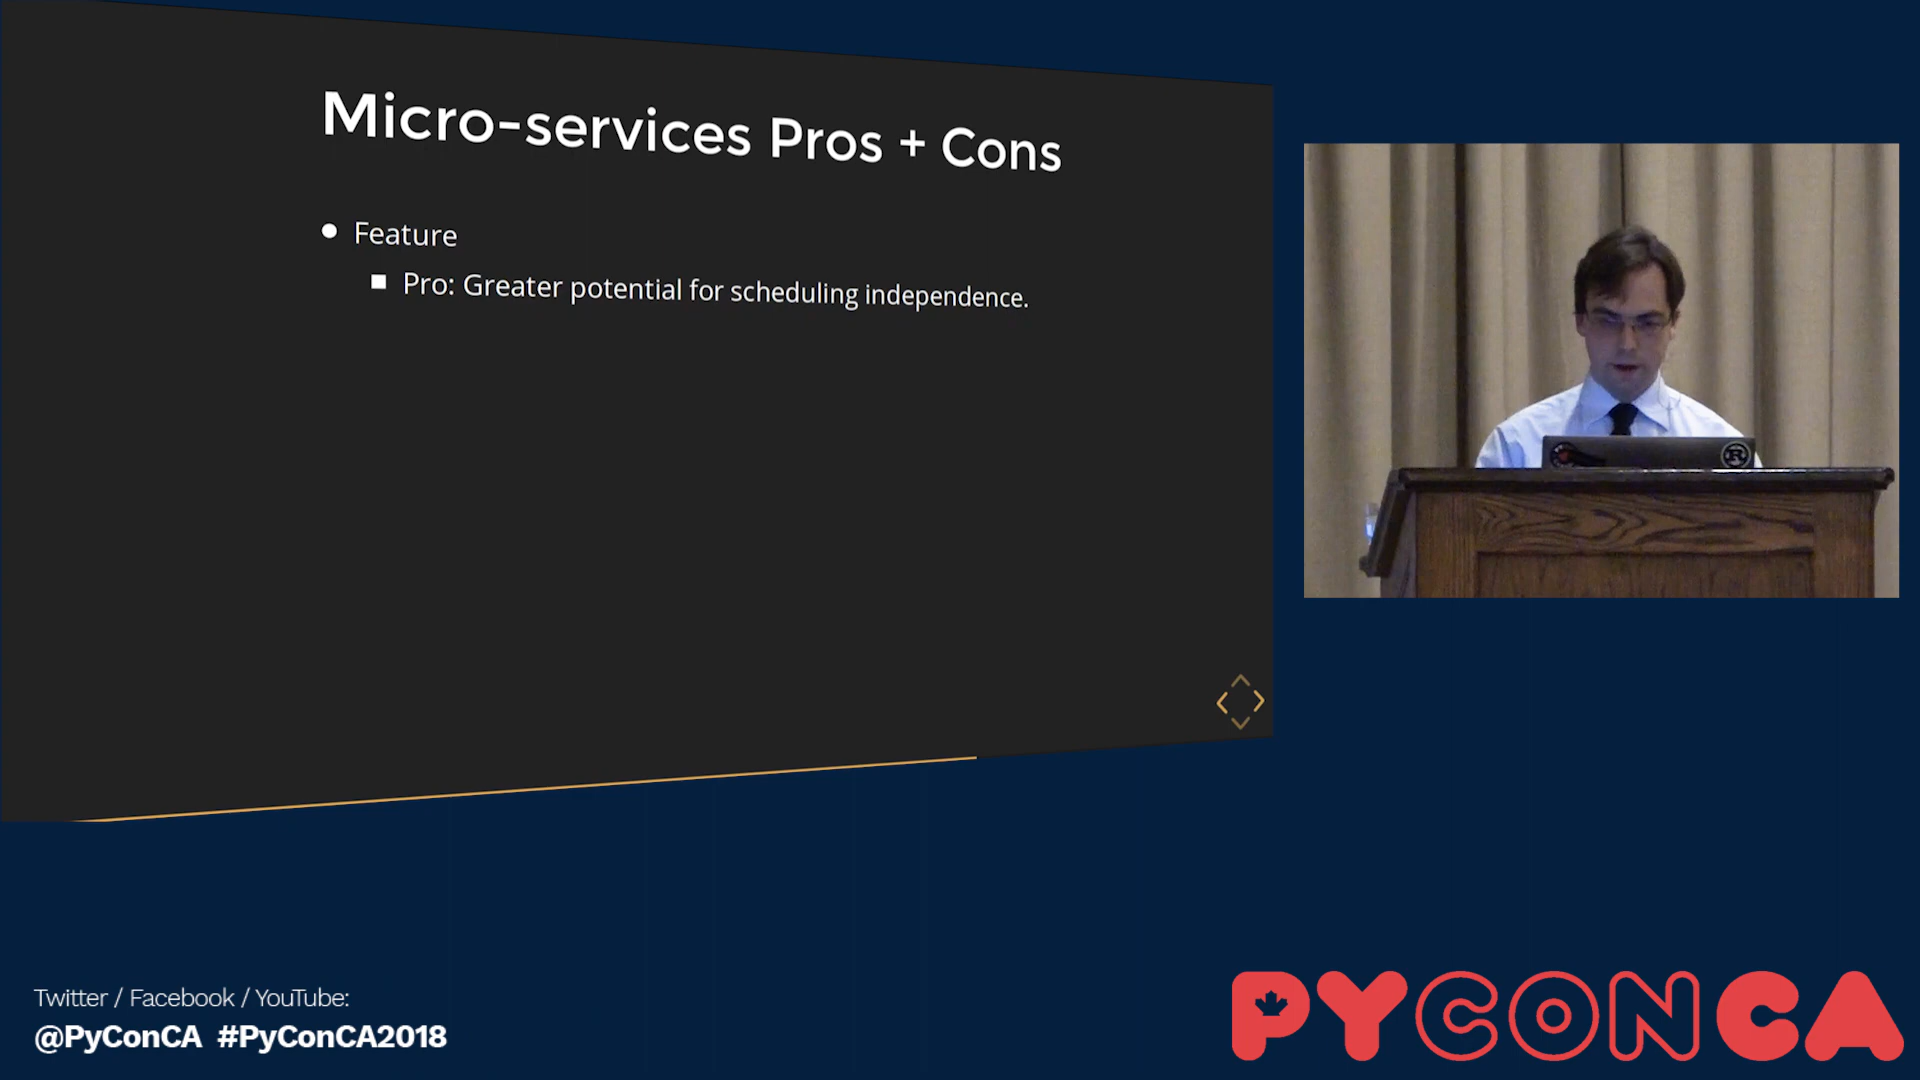 Micro-services Pros + Cons
Feature
Pro: Greater potential for scheduling independence.
R
Twitter / Facebook / YouTube:
@PyConCA #PyConCA2018
PYCONCA